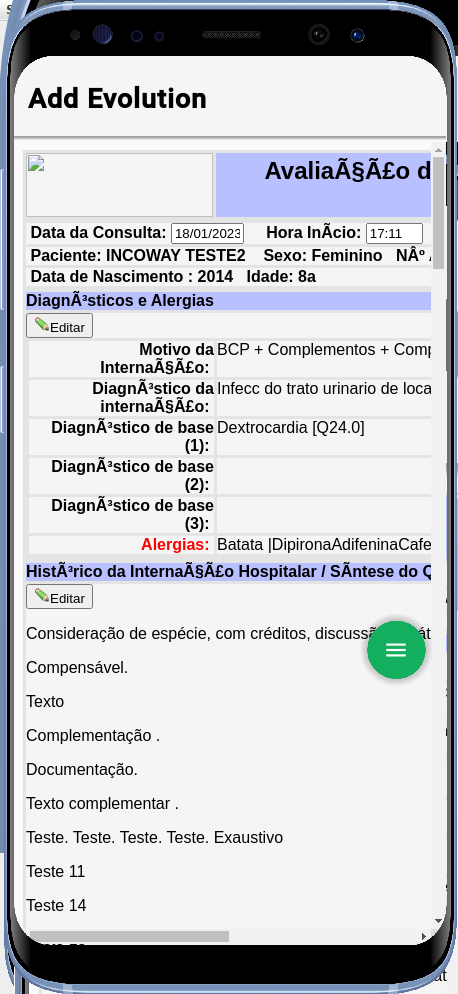 Add Evolution
AvaliaÃ§Ã£o d
Data da Consulta: 18/01/2023 Hora InÃcio: 17:11
Paciente: INCOWAY TESTE2 Sexo: Feminino NÂº
Data de Nascimento : 2014 Idade: 8a
DiagnÃ³sticos e Alergias
Editar
Motivo da
InternaÃ§Ã£o:
BCP + Complementos + Comp
DiagnÃ³stico da
internaÃ§Ã£o:
Infecc do trato urinario de loca
DiagnÃ³stico de base
(1):
Dextrocardia [Q24.0]
DiagnÃ³stico de base
(2):
DiagnÃ³stico de base
(3):
Alergias:
Batata |DipironaAdifeninaCafe
HistÃ³rico da InternaÃ§Ã£o Hospitalar / SÃntese do Q
Editar
Consideração de espécie, com créditos, discussã
Compensável.
Texto
Complementação .
Documentação.
Texto complementar .
Teste. Teste. Teste. Teste. Exaustivo
Teste 11
Teste 14